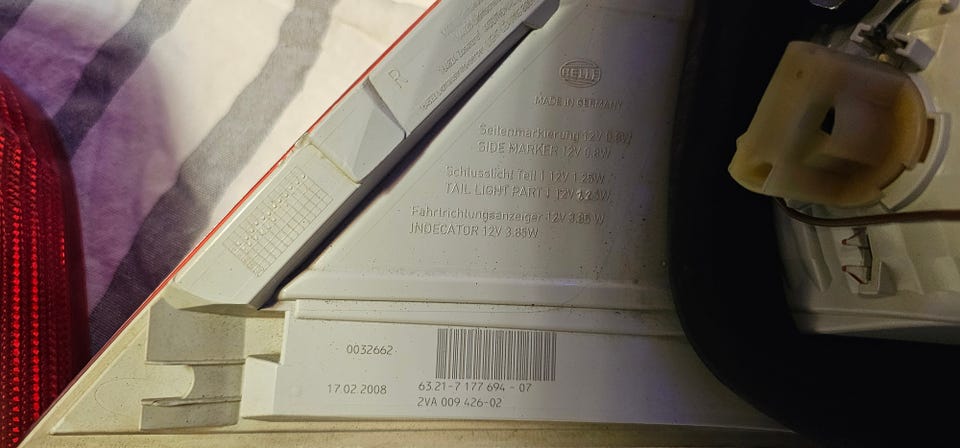 HELLA
MADE IN GERMANY
Seitenmarkierung 12V 0.8W
SIDE MARKER 12V 0.8W
Schlusslicht Teil 1 12V 1.25W
TAIL LIGHT PART 1 12V 1.25W
Fahrtrichtungsanzeiger 12V 3.85 W
INDECATOR 12V 3.85W
0032662
17.02.2008
63.21-7 177 694 - 07
2VA 009 426-02